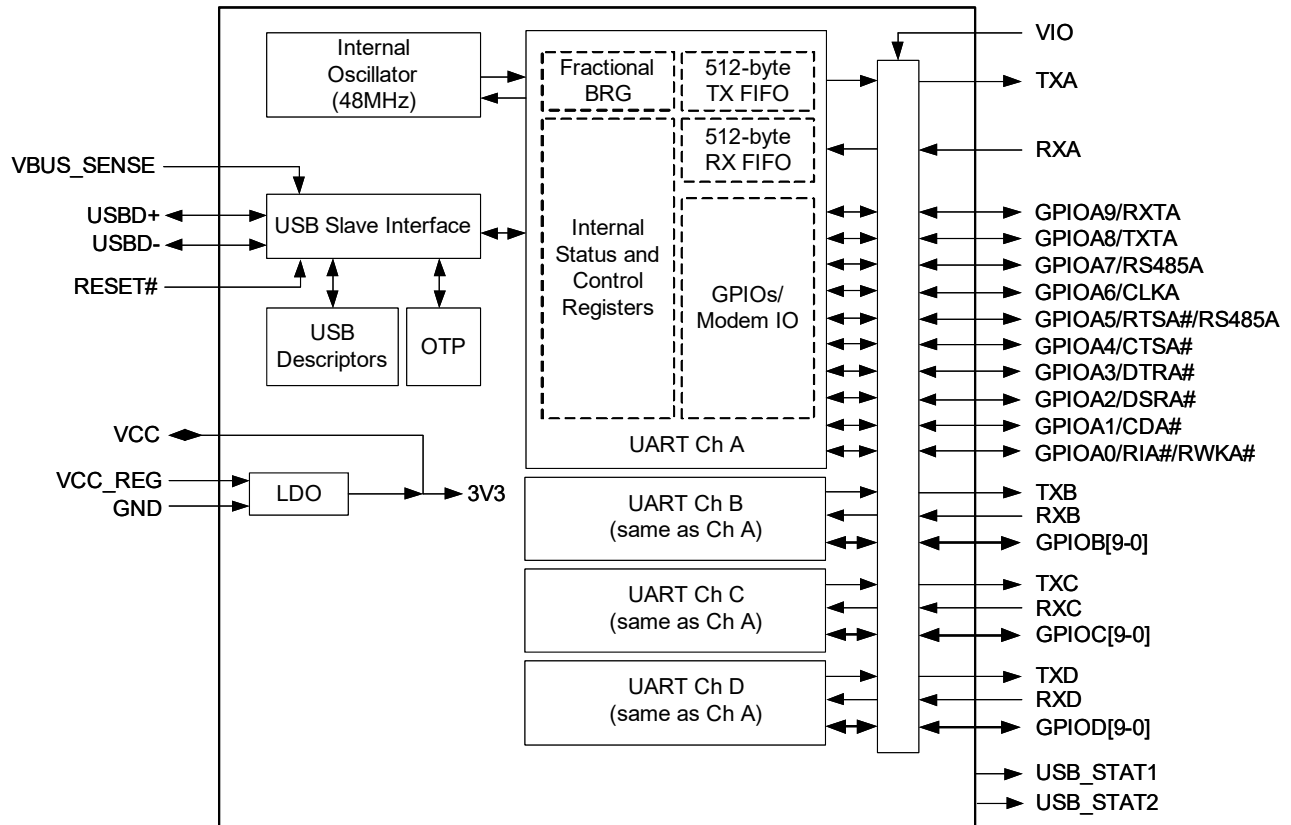 VIO
Internal
Oscillator
(48MHz)
Fractional
BRG
512-byte
TX FIFO
TXA
512-byte
RX FIFO
RXA
VBUS_SENSE
USBD+
USBD-
RESET#
USB Slave Interface
USB
Descriptors
OTP
Internal
Status and
Control
Registers
GPIOs/
Modem IO
UART Ch A
GPIOA9/RXTA
GPIOA8/TXTA
GPIOA7/RS485A
GPIOA6/CLKA
GPIOA5/RTSA#/RS485A
GPIOA4/CTSA#
GPIOA3/DTRA#
GPIOA2/DSRA#
GPIOA1/CDA#
GPIOA0/RIA#/RWKA#
VCC
VCC_REG
GND
LDO
3V3
UART Ch B
(same as Ch A)
TXB
RXB
GPIOB[9-0]
UART Ch C
(same as Ch A)
TXC
RXC
GPIOC[9-0]
UART Ch D
(same as Ch A)
TXD
RXD
GPIOD[9-0]
USB_STAT1
USB_STAT2